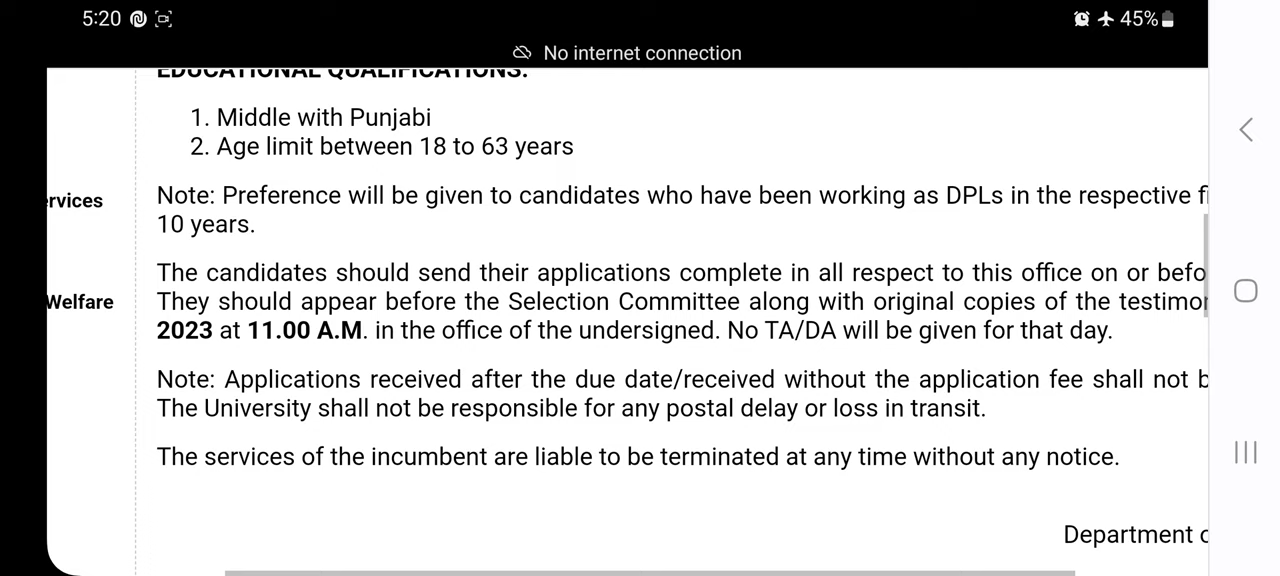 5:20
45%
No internet connection
EDUCATIONAL QUALIFICATIONS:
1. Middle with Punjabi
2. Age limit between 18 to 63 years
Note: Preference will be given to candidates who have been working as DPLs in the respective
10 years.
The candidates should send their applications complete in all respect to this office on or
They should appear before the Selection Committee along with original copies of the
2023 at 11.00 A.M. in the office of the undersigned. No TA/DA will be given for that day.
Note: Applications received after the due date/received without the application fee shall not
The University shall not be responsible for any postal delay or loss in transit.
The services of the incumbent are liable to be terminated at any time without any notice.
Department
Welfare